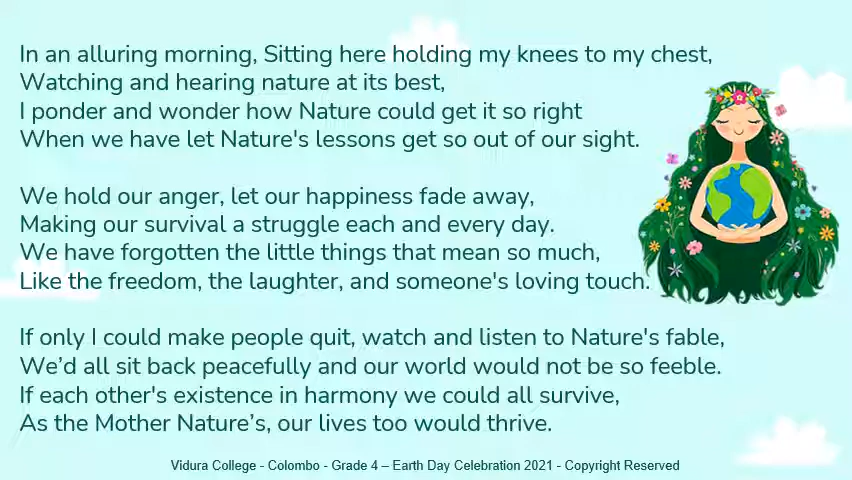 In an alluring morning, Sitting here holding my knees to my chest,
Watching and hearing nature at its best,
I ponder and wonder how Nature could get it so right
When we have let Nature's lessons get so out of our sight.
We hold our anger, let our happiness fade away,
Making our survival a struggle each and every day.
We have forgotten the little things that mean so much,
Like the freedom, the laughter, and someone's loving touch.
If only I could make people quit, watch and listen to Nature's fable,
We’d all sit back peacefully and our world would not be so feeble.
If each other's existence in harmony we could all survive,
As the Mother Nature’s, our lives too would thrive.
Vidura College - Colombo - Grade 4 – Earth Day Celebration 2021 - Copyright Reserved